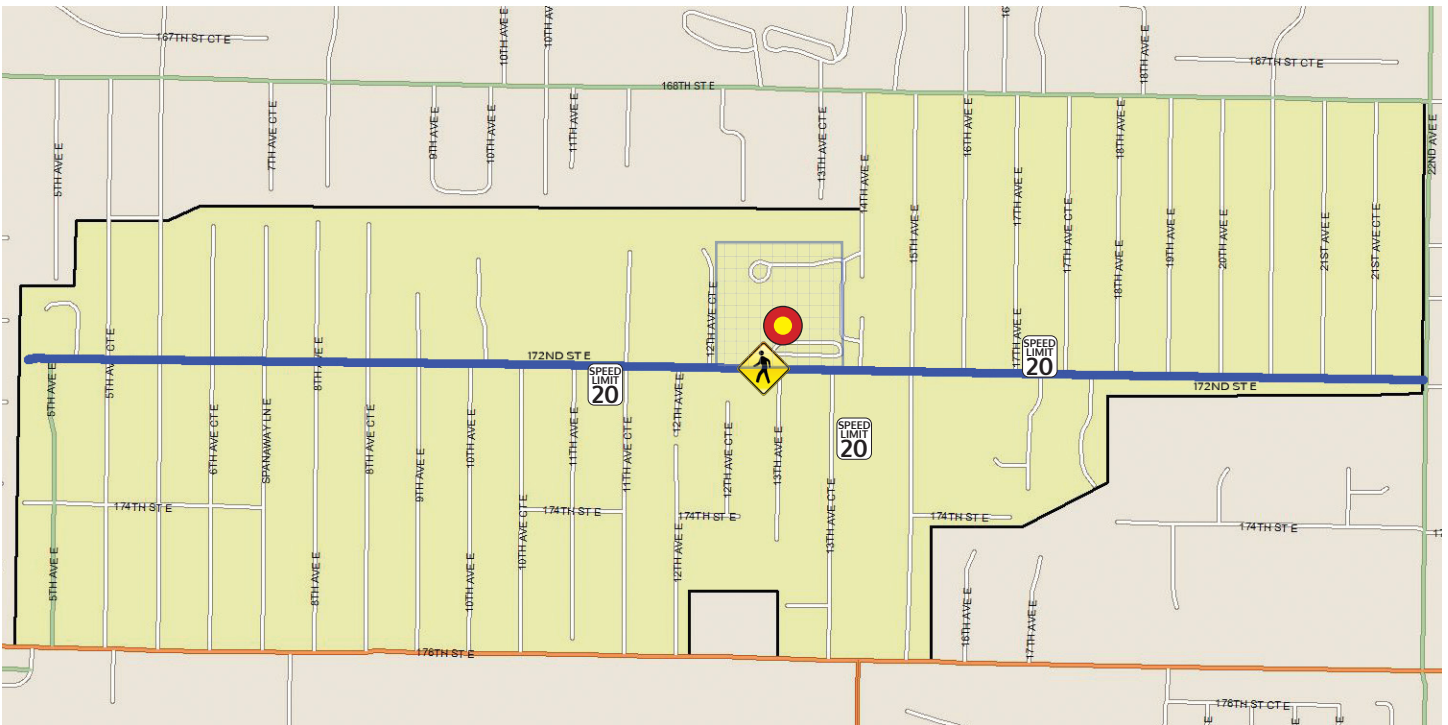 167TH ST CT E
10TH AVE E
10TH AV
16
18TH AVE E
167TH ST CT E
168TH ST E
5TH AVE E
7TH AVE CT E
9TH AVE E
10TH AVE E
11TH AVE E
13TH AVE CT E
14TH AVE E
16TH AVE E
18TH AVE E
22ND AVE E
15TH AVE E
17TH AVE E
17TH AVE CT E
19TH AVE E
20TH AVE E
21ST AVE E
21ST AVE CT E
18TH AVE E
12TH AVE CT E
17TH AVE E
5TH AVE CT E
8TH AVE E
5TH AVE E
172ND ST E
SPEED
LIMIT
20
SPEED
LIMIT
20
172ND ST E
6TH AVE CT E
SPANAWAY LN E
8TH AVE CT E
9TH AVE E
10TH AVE E
11TH AVE E
11TH AVE CT E
12TH AVE E
12TH AVE CT E
13TH AVE E
SPEED
LIMIT
20
174TH ST E
174TH ST E
174TH ST E
174TH ST E
174TH ST E
17
5TH AVE E
8TH AVE E
10TH AVE E
10TH AVE CT E
12TH AVE E
13TH AVE CT E
16TH AVE E
17TH AVE E
176TH ST E
176TH ST CT E
E
E
E